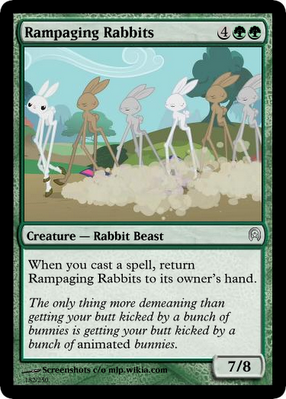 Rampaging Rabbits 4
Creature — Rabbit Beast
When you cast a spell, return
Rampaging Rabbits to its owner's hand.
The only thing more demeaning than
getting your butt kicked by a bunch of
bunnies is getting your butt kicked by a
bunch of animated bunnies.
7/8
Screenshots c/o mlp.wikia.com
182/250